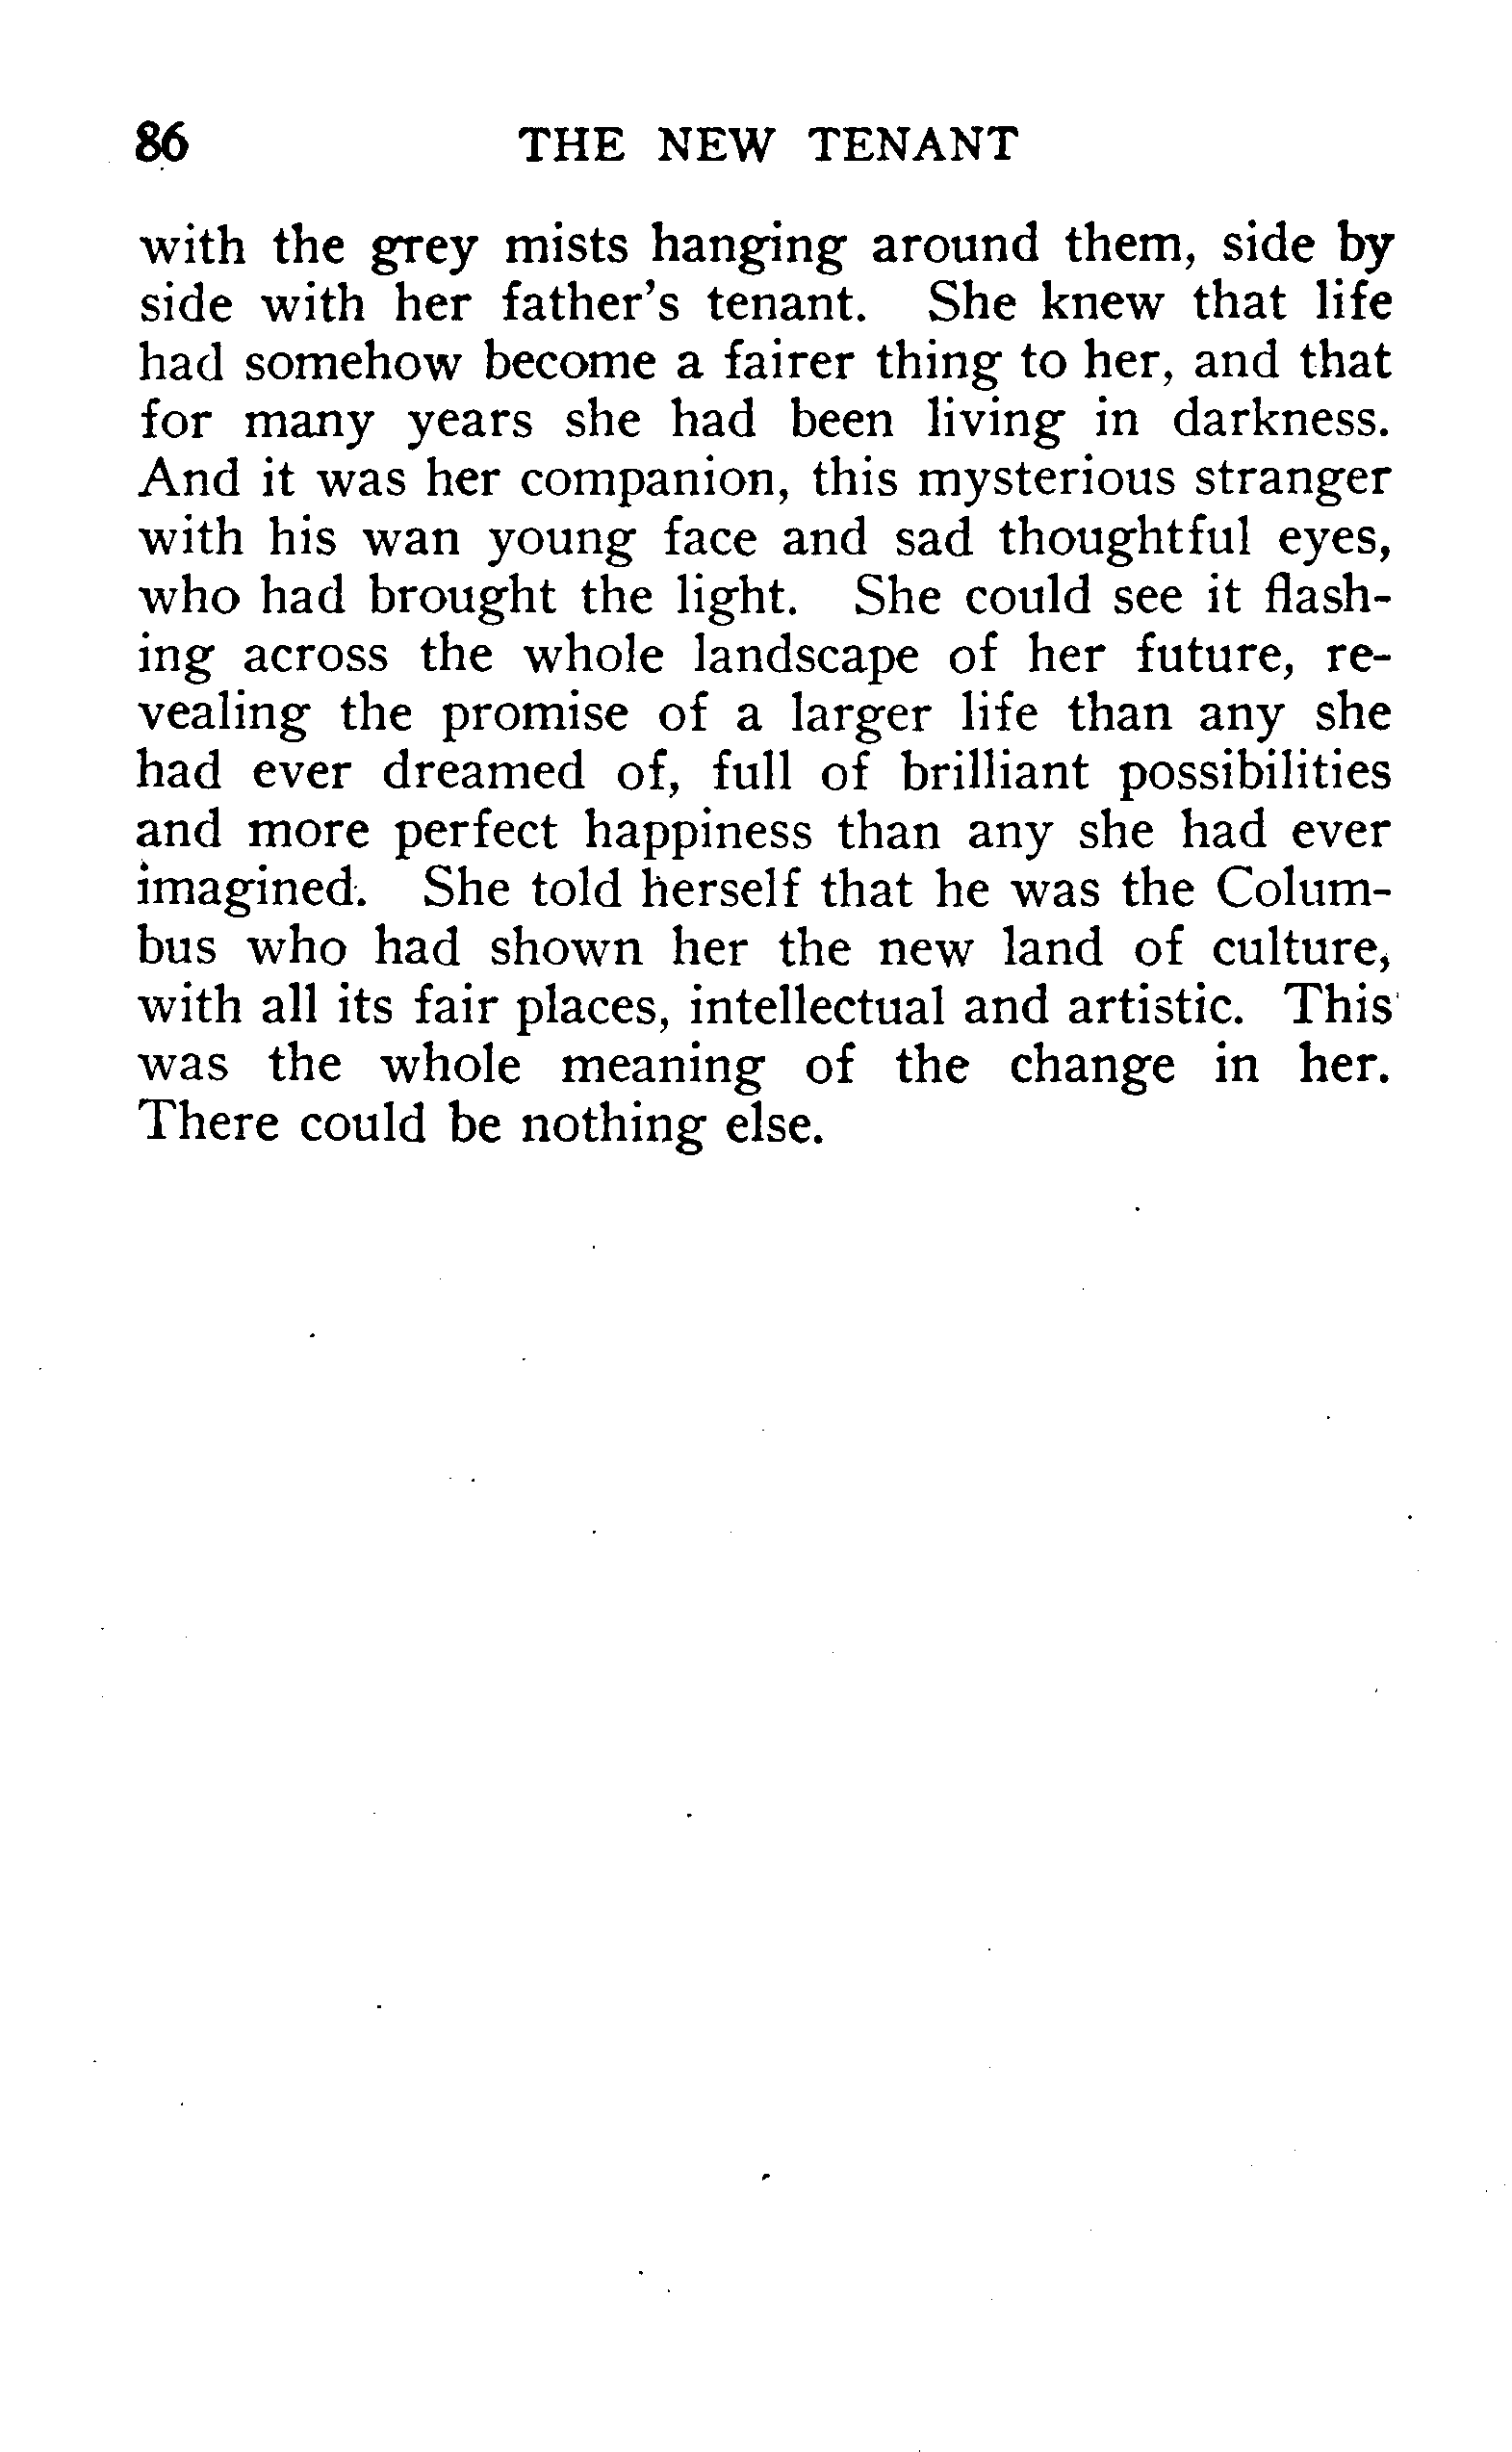 86 THE NEW TENANT
with the grey mists hanging around them, side by
side with her father's tenant. She knew that life
had somehow become a fairer thing to her, and that
for many years she had been living in darkness.
And it was her companion, this mysterious stranger
with his wan young face and sad thoughtful eyes,
who had brought the light. She could see it flash-
ing across the whole landscape of her future, re-
vealing the promise of a larger life than any she
had ever dreamed of, full of brilliant possibilities
and more perfect happiness than any she had ever
imagined. She told herself that he was the Colum-
bus who had shown her the new land of culture,
with all its fair places, intellectual and artistic. This
was the whole meaning of the change in her.
There could be nothing else.